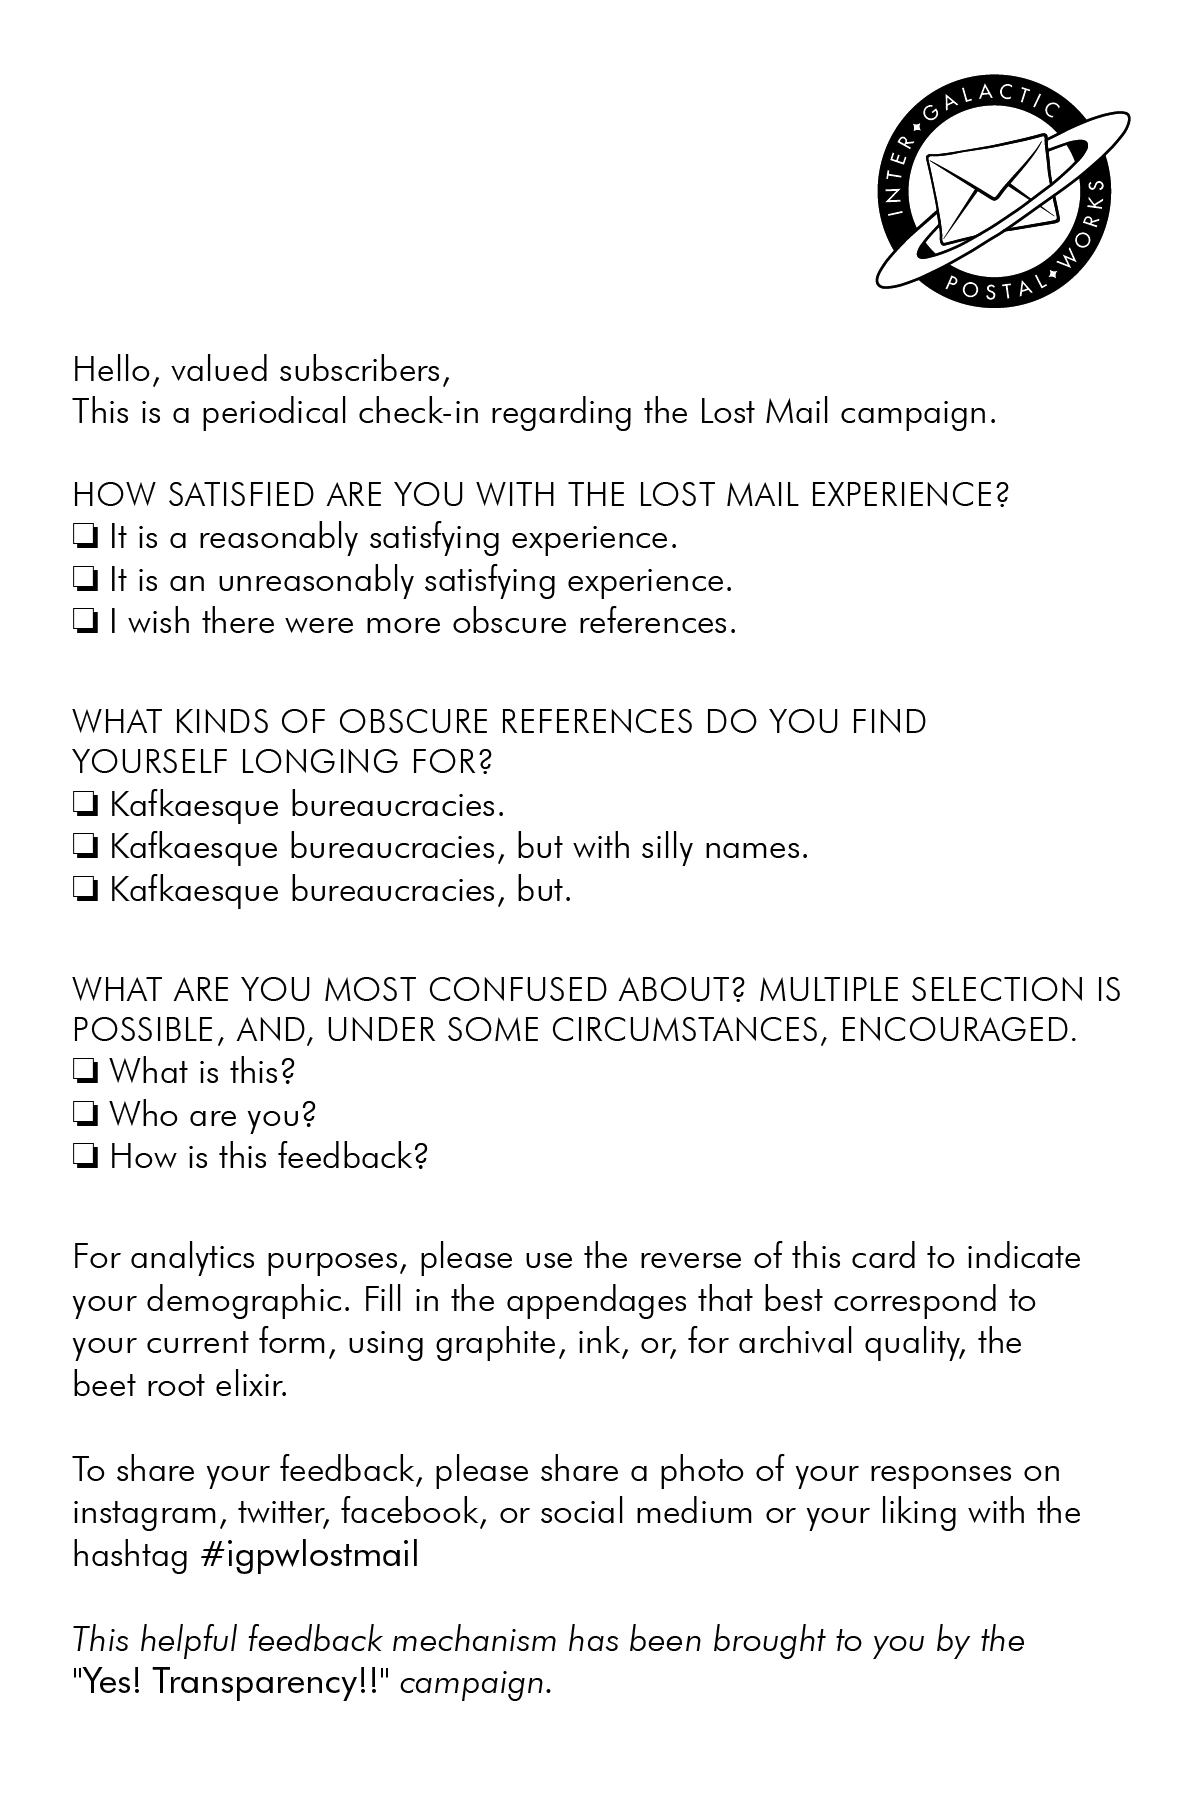 INTER✦GALACTIC
POSTAL✦WORKS
Hello, valued subscribers,
This is a periodical check-in regarding the Lost Mail campaign.
HOW SATISFIED ARE YOU WITH THE LOST MAIL EXPERIENCE?
❏ It is a reasonably satisfying experience.
❏ It is an unreasonably satisfying experience.
❏ I wish there were more obscure references.
WHAT KINDS OF OBSCURE REFERENCES DO YOU FIND
YOURSELF LONGING FOR?
❏ Kafkaesque bureaucracies.
❏ Kafkaesque bureaucracies, but with silly names.
❏ Kafkaesque bureaucracies, but.
WHAT ARE YOU MOST CONFUSED ABOUT? MULTIPLE SELECTION IS
POSSIBLE, AND, UNDER SOME CIRCUMSTANCES, ENCOURAGED.
❏ What is this?
❏ Who are you?
❏ How is this feedback?
For analytics purposes, please use the reverse of this card to indicate
your demographic. Fill in the appendages that best correspond to
your current form, using graphite, ink, or, for archival quality, the
beet root elixir.
To share your feedback, please share a photo of your responses on
instagram, twitter, facebook, or social medium or your liking with the
hashtag #igpwlostmail
This helpful feedback mechanism has been brought to you by the
"Yes! Transparency!!" campaign.